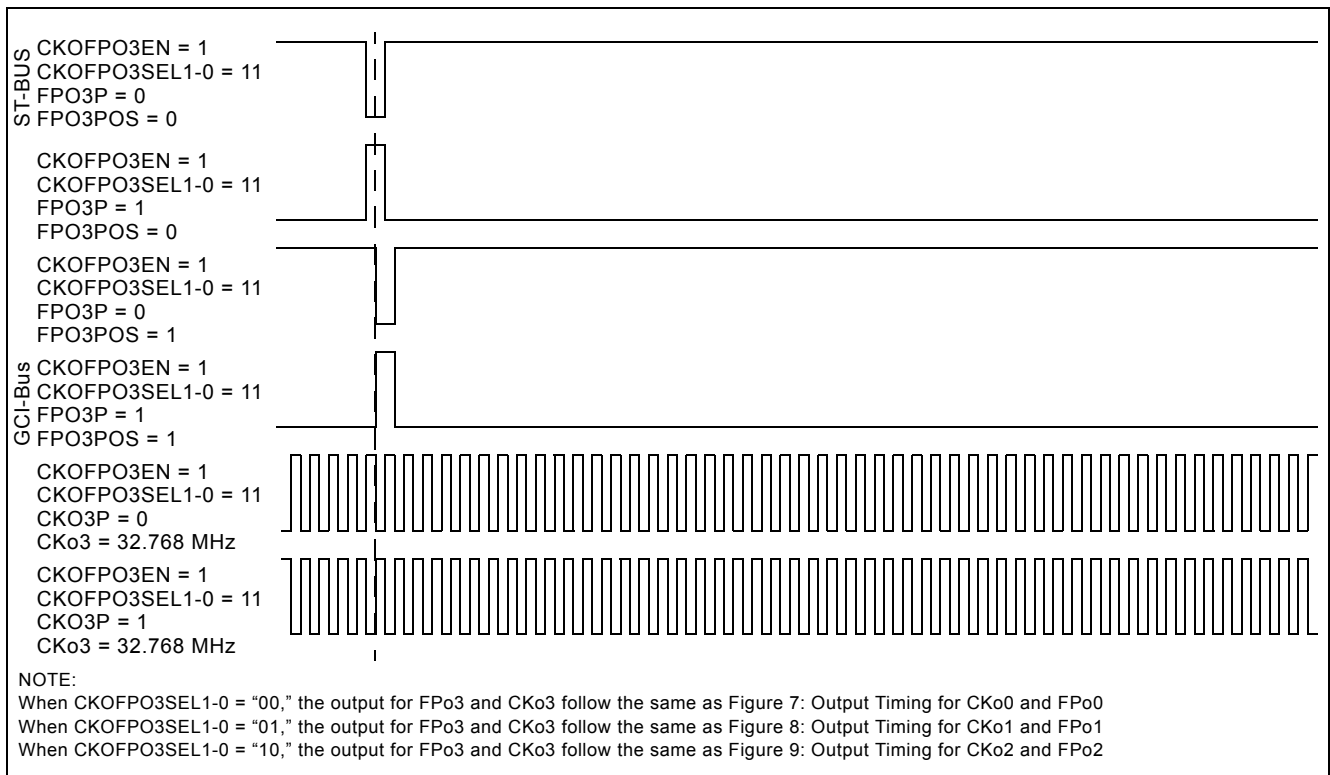 ST-BUS
CKOFPO3EN = 1
CKOFPO3SEL1-0 = 11
FPO3P = 0
FPO3POS = 0
CKOFPO3EN = 1
CKOFPO3SEL1-0 = 11
FPO3P = 1
FPO3POS = 0
CKOFPO3EN = 1
CKOFPO3SEL1-0 = 11
FPO3P = 0
FPO3POS = 1
GCI-Bus
CKOFPO3EN = 1
CKOFPO3SEL1-0 = 11
FPO3P = 1
FPO3POS = 1
CKOFPO3EN = 1
CKOFPO3SEL1-0 = 11
CKO3P = 0
CKo3 = 32.768 MHz
CKOFPO3EN = 1
CKOFPO3SEL1-0 = 11
CKO3P = 1
CKo3 = 32.768 MHz
NOTE:
When CKOFPO3SEL1-0 = “00,” the output for FPo3 and CKo3 follow the same as Figure 7: Output Timing for CKo0 and FPo0
When CKOFPO3SEL1-0 = “01,” the output for FPo3 and CKo3 follow the same as Figure 8: Output Timing for CKo1 and FPo1
When CKOFPO3SEL1-0 = “10,” the output for FPo3 and CKo3 follow the same as Figure 9: Output Timing for CKo2 and FPo2